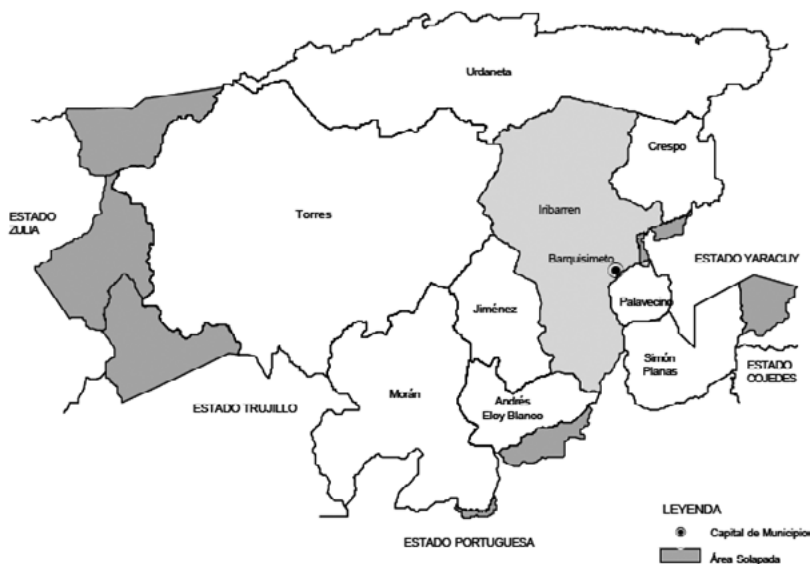 Urdaneta
Crespo
ESTADO
ZULIA
Torres
Iribarren
Barquisimeto
ESTADO YARACUY
Palavecino
Jiménez
Simón
Planas
ESTADO
COJEDES
Morán
Andrés
Eloy Blanco
ESTADO TRUJILLO
ESTADO PORTUGUESA
LEYENDA
Capital de Municipio
Área Solapada